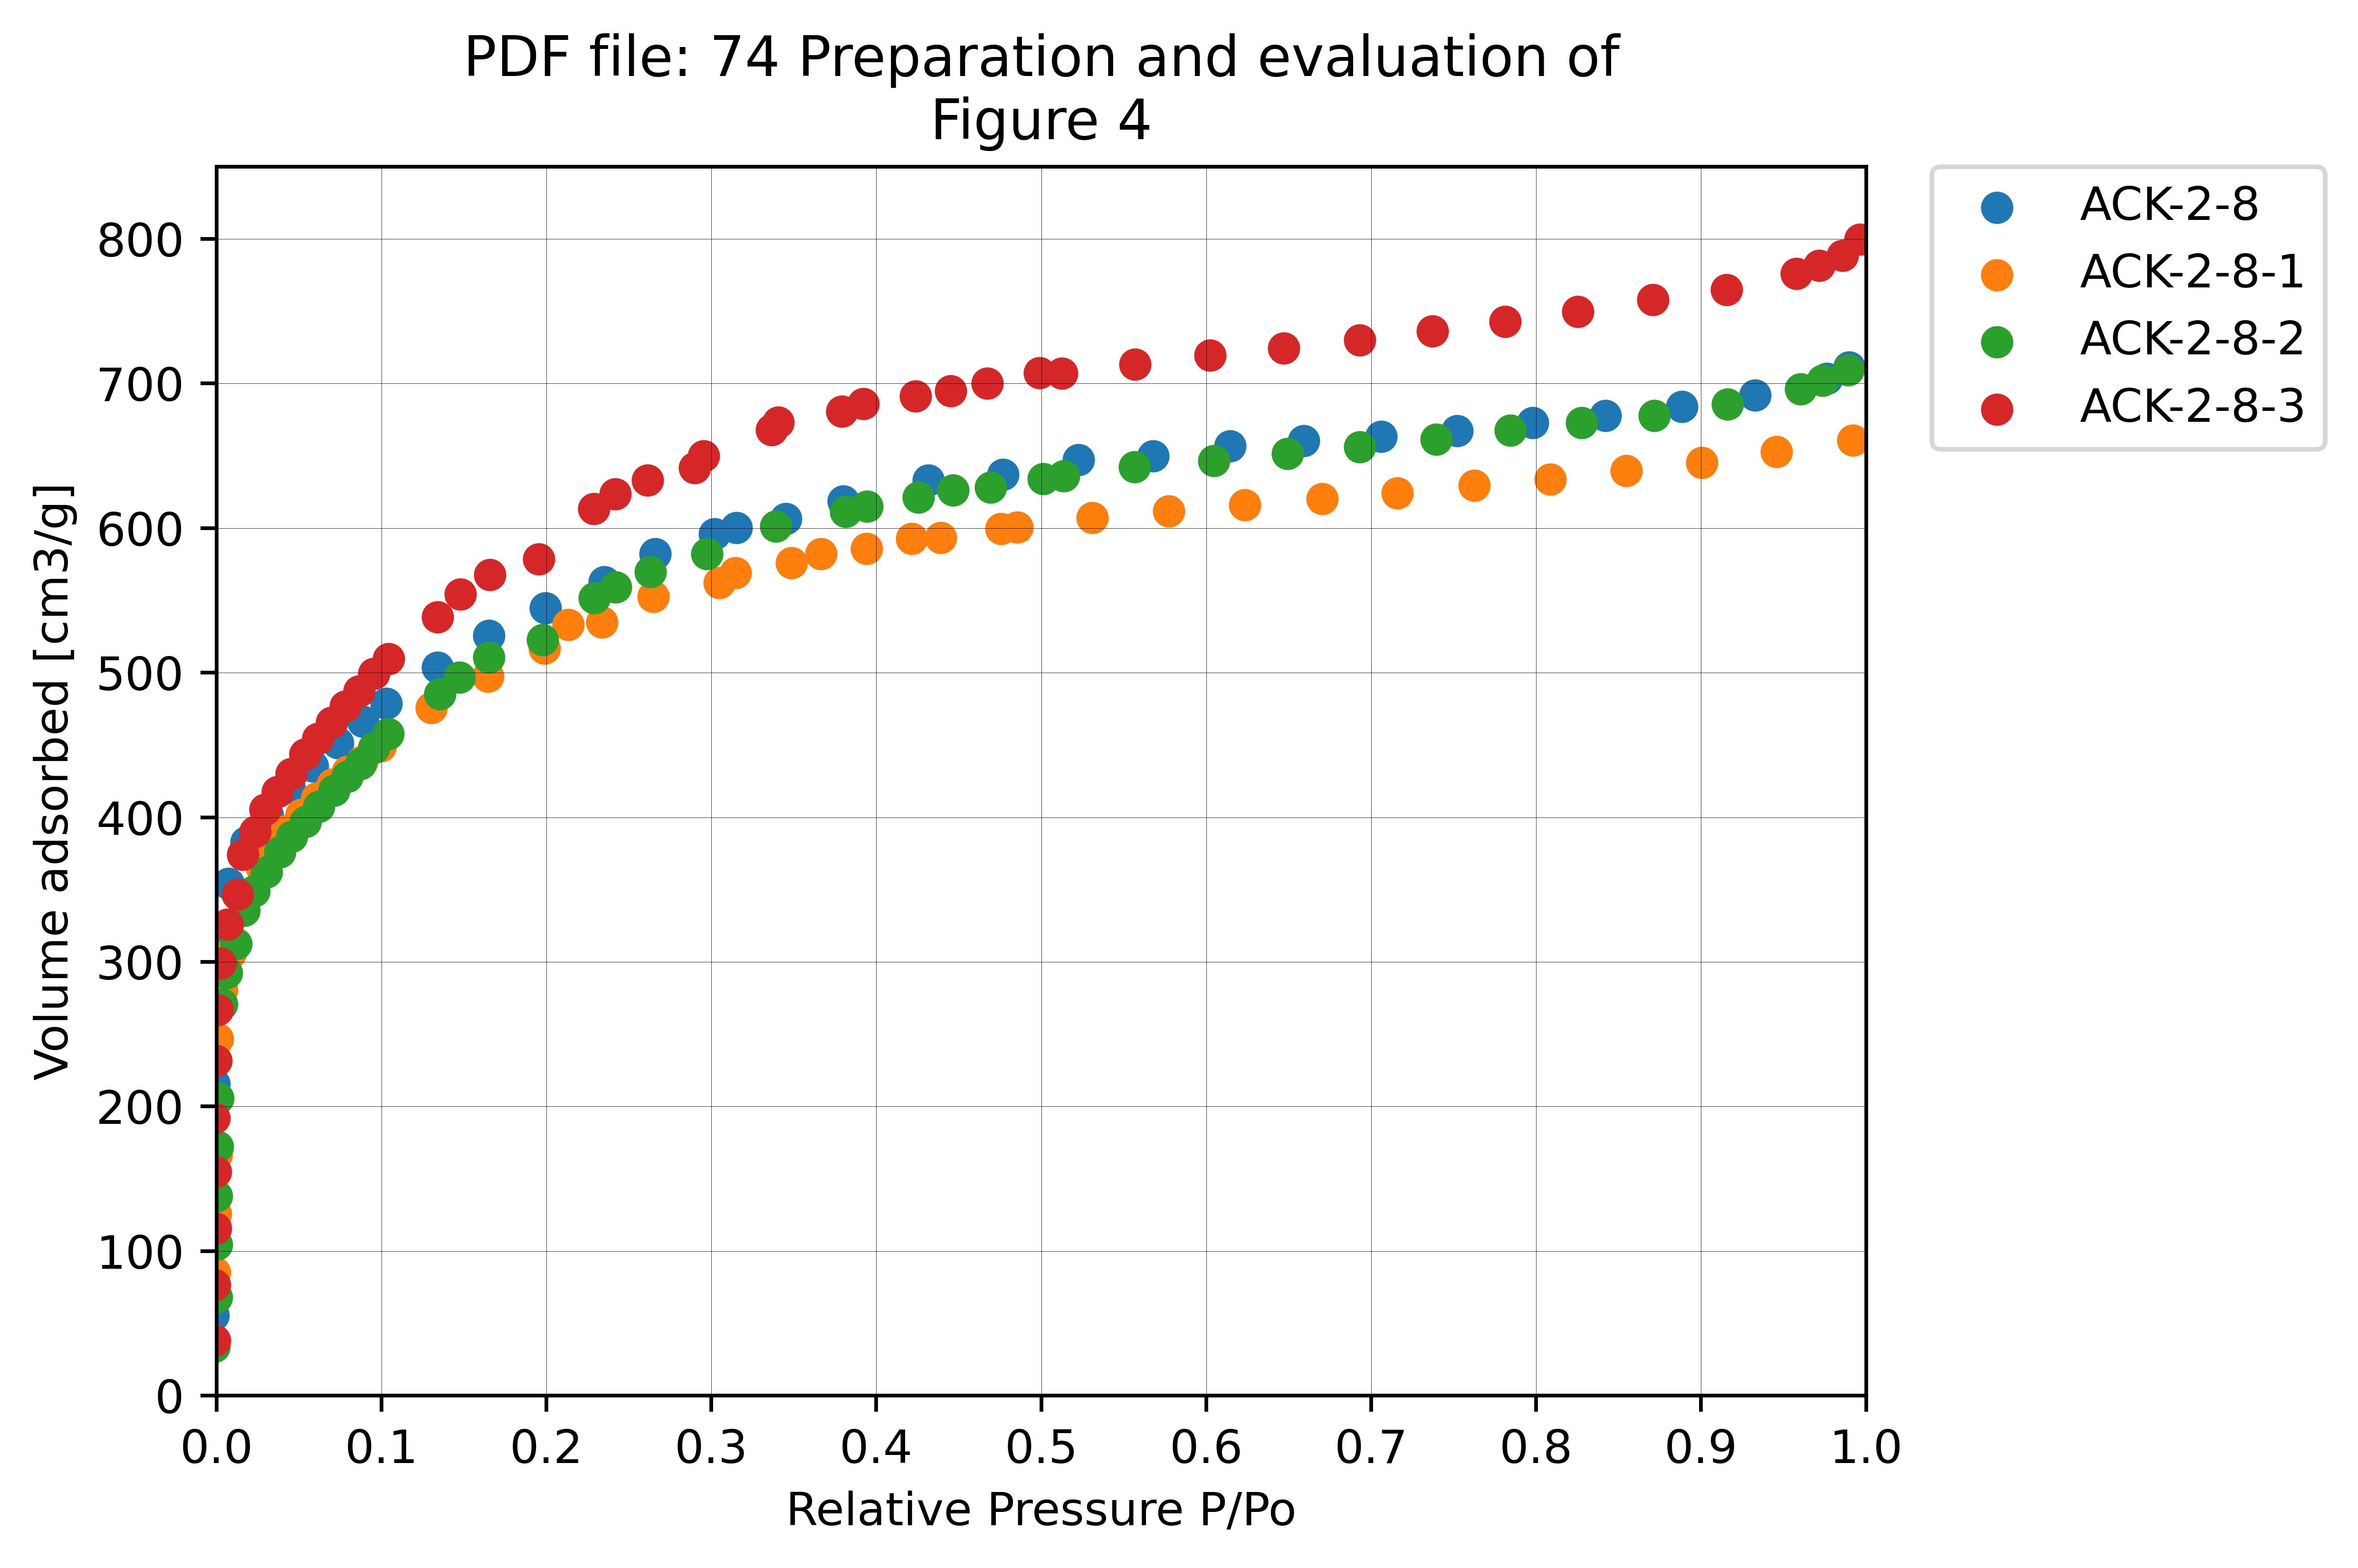 PDF file: 74 Preparation and evaluation of
Figure 4
Volume adsorbed [cm3/g]
800
700
600
500
400
300
200
100
0
0.0 0.1 0.2 0.3 0.4 0.5 0.6 0.7 0.8 0.9 1.0
Relative Pressure P/Po
ACK-2-8
ACK-2-8-1
ACK-2-8-2
ACK-2-8-3